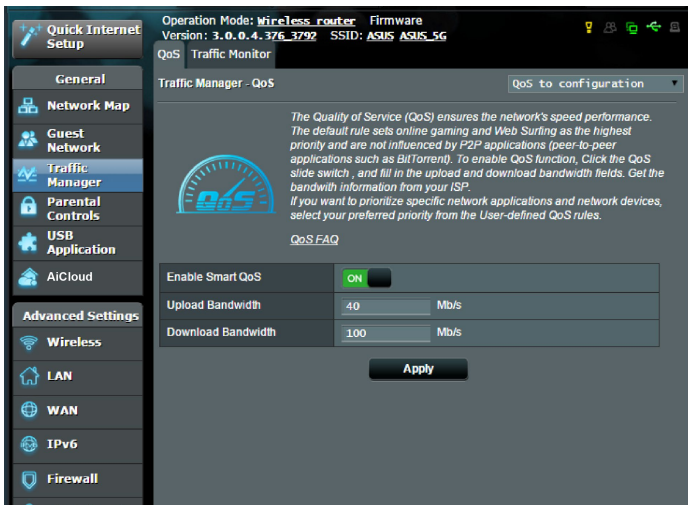 Quick Internet
Setup
Operation Mode: Wireless router Firmware
Version: 3.0.0.4.376_3792 SSID: ASUS ASUS_5G
QoS Traffic Monitor
General
Network Map
Guest
Network
Traffic
Manager
Parental
Controls
USB
Application
AiCloud
Advanced Settings
Wireless
LAN
WAN
IPv6
Firewall
Traffic Manager - QoS
QoS to configuration
The Quality of Service (QoS) ensures the network's speed performance.
The default rule sets online gaming and Web Surfing as the highest
priority and are not influenced by P2P applications (peer-to-peer
applications such as BitTorrent). To enable QoS function, Click the QoS
slide switch , and fill in the upload and download bandwidth fields. Get the
bandwith information from your ISP.
If you want to prioritize specific network applications and network devices,
select your preferred priority from the User-defined QoS rules.
QoS
QoS FAQ
Enable Smart QoS ON
Upload Bandwidth 40 Mb/s
Download Bandwidth 100 Mb/s
Apply